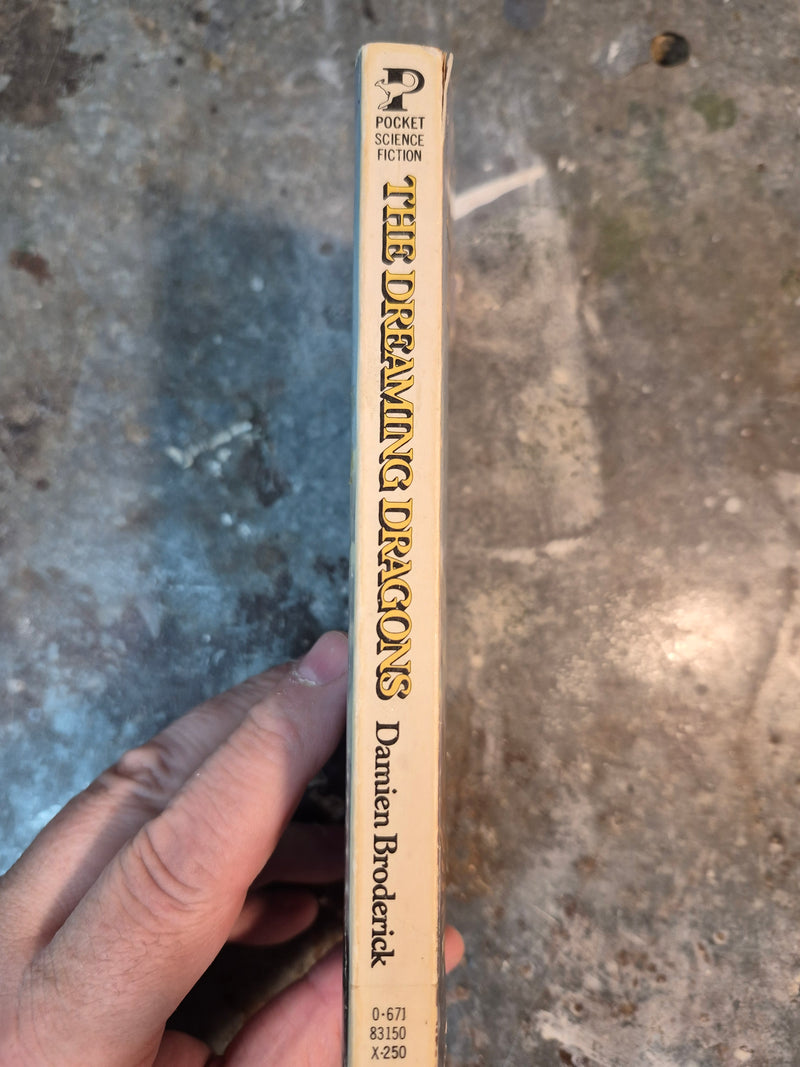 P
POCKET
SCIENCE
FICTION
THE DREAMING DRAGONS
Damien Broderick
0·671
83150
X·250